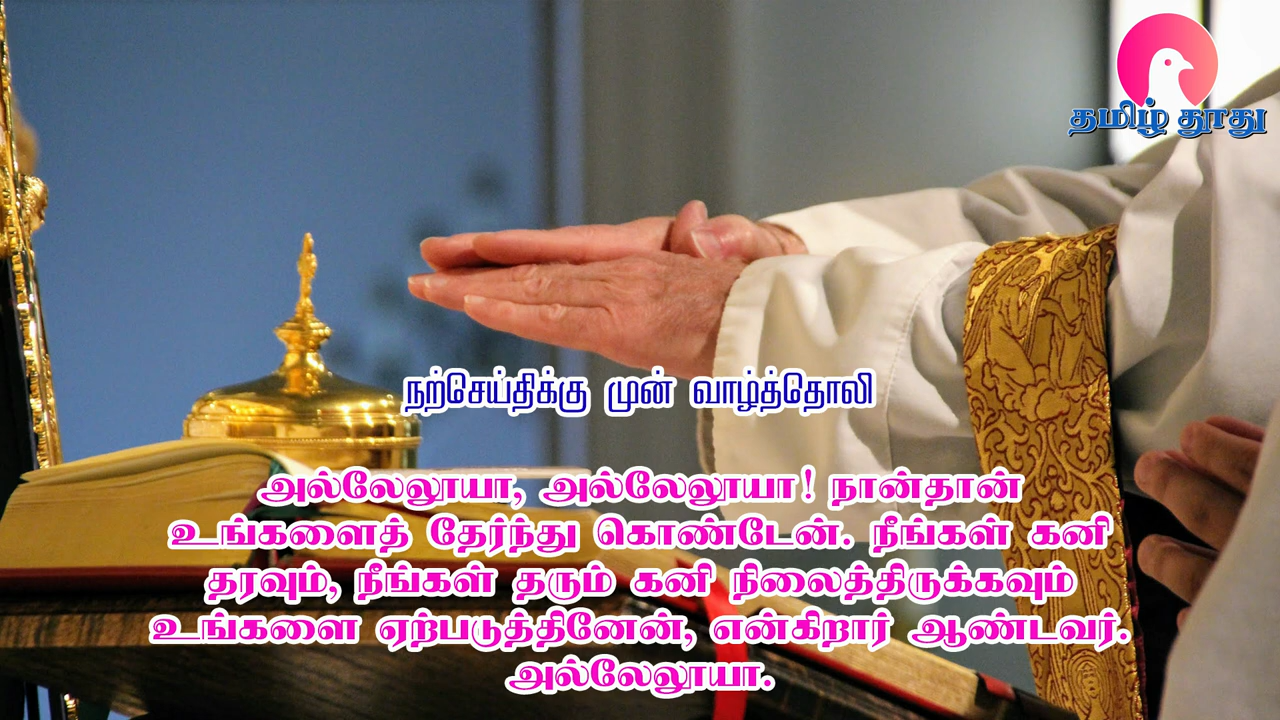 தமிழ் தூது
நற்செய்திக்கு முன் வாழ்த்தொலி
அல்லேலூயா, அல்லேலூயா! நான்தான்
உங்களைத் தேர்ந்து கொண்டேன். நீங்கள் கனி
தரவும், நீங்கள் தரும் கனி நிலைத்திருக்கவும்
உங்களை ஏற்படுத்தினேன், என்கிறார் ஆண்டவர்.
அல்லேலூயா.